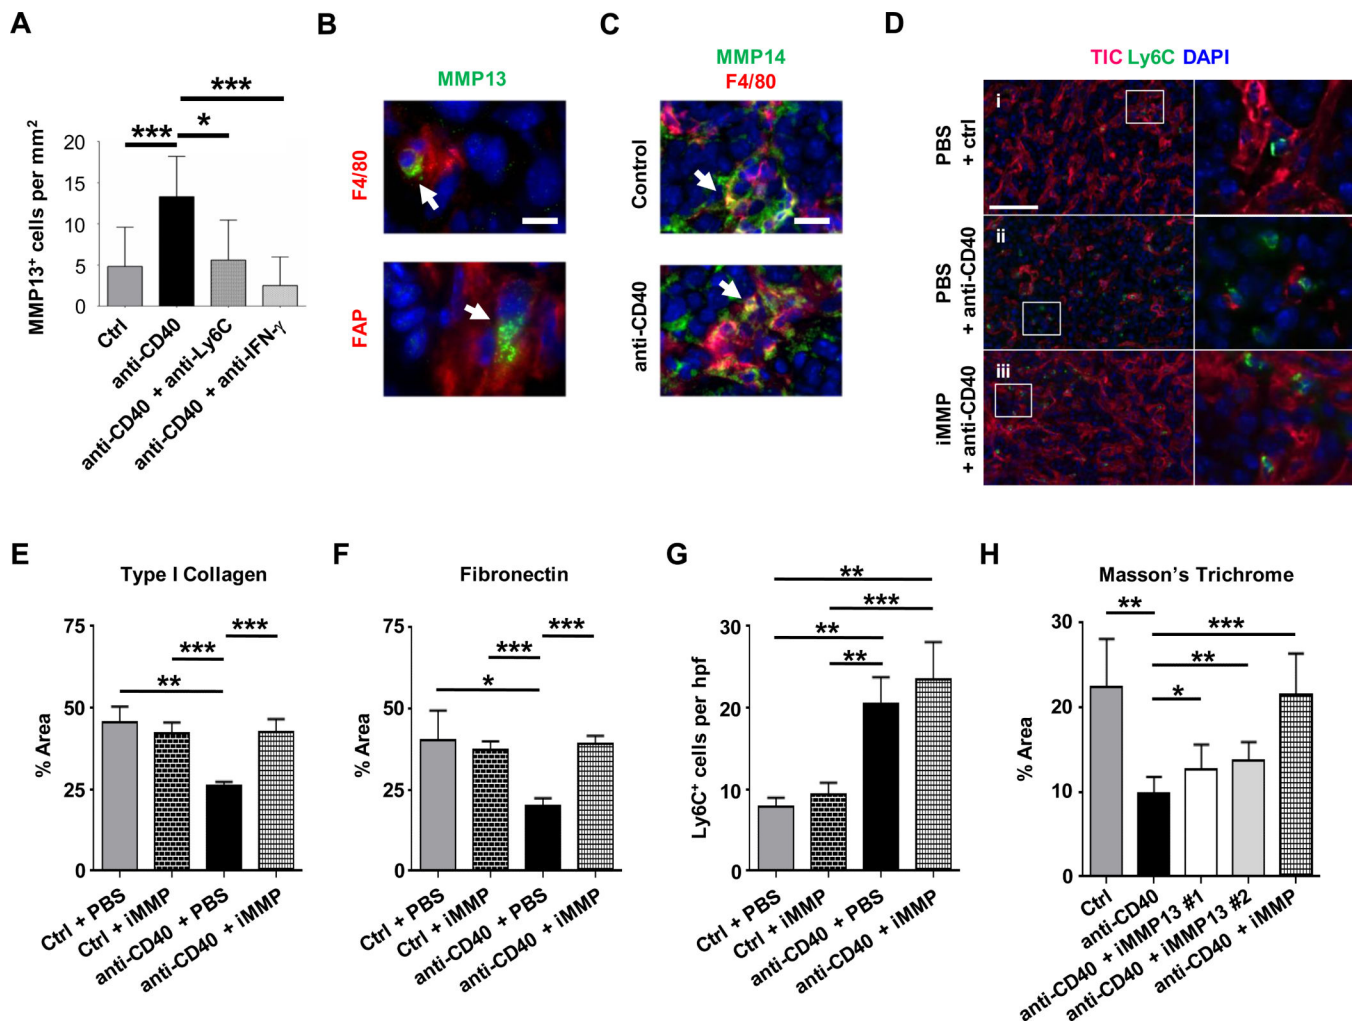 A
MMP13+ cells per mm2
20
15
10
5
0
***
*
***
Ctrl
anti-CD40
anti-CD40 + anti-Ly6C
anti-CD40 + anti-IFN-γ
B
MMP13
F4/80
FAP
C
MMP14
F4/80
Control
anti-CD40
D
TIC Ly6C DAPI
PBS
+ ctrl
i
PBS
+ anti-CD40
ii
iMMP
+ anti-CD40
iii
E
Type I Collagen
% Area
75
50
25
0
***
***
**
Ctrl + PBS
Ctrl + iMMP
anti-CD40 + PBS
anti-CD40 + iMMP
F
Fibronectin
% Area
75
50
25
0
***
***
*
Ctrl + PBS
Ctrl + iMMP
anti-CD40 + PBS
anti-CD40 + iMMP
G
Ly6C+ cells per hpf
30
20
10
0
**
***
**
**
Ctrl + PBS
Ctrl + iMMP
anti-CD40 + PBS
anti-CD40 + iMMP
H
Masson's Trichrome
% Area
30
20
10
0
**
***
**
*
Ctrl
anti-CD40
anti-CD40 + iMMP13 #1
anti-CD40 + iMMP13 #2
anti-CD40 + iMMP